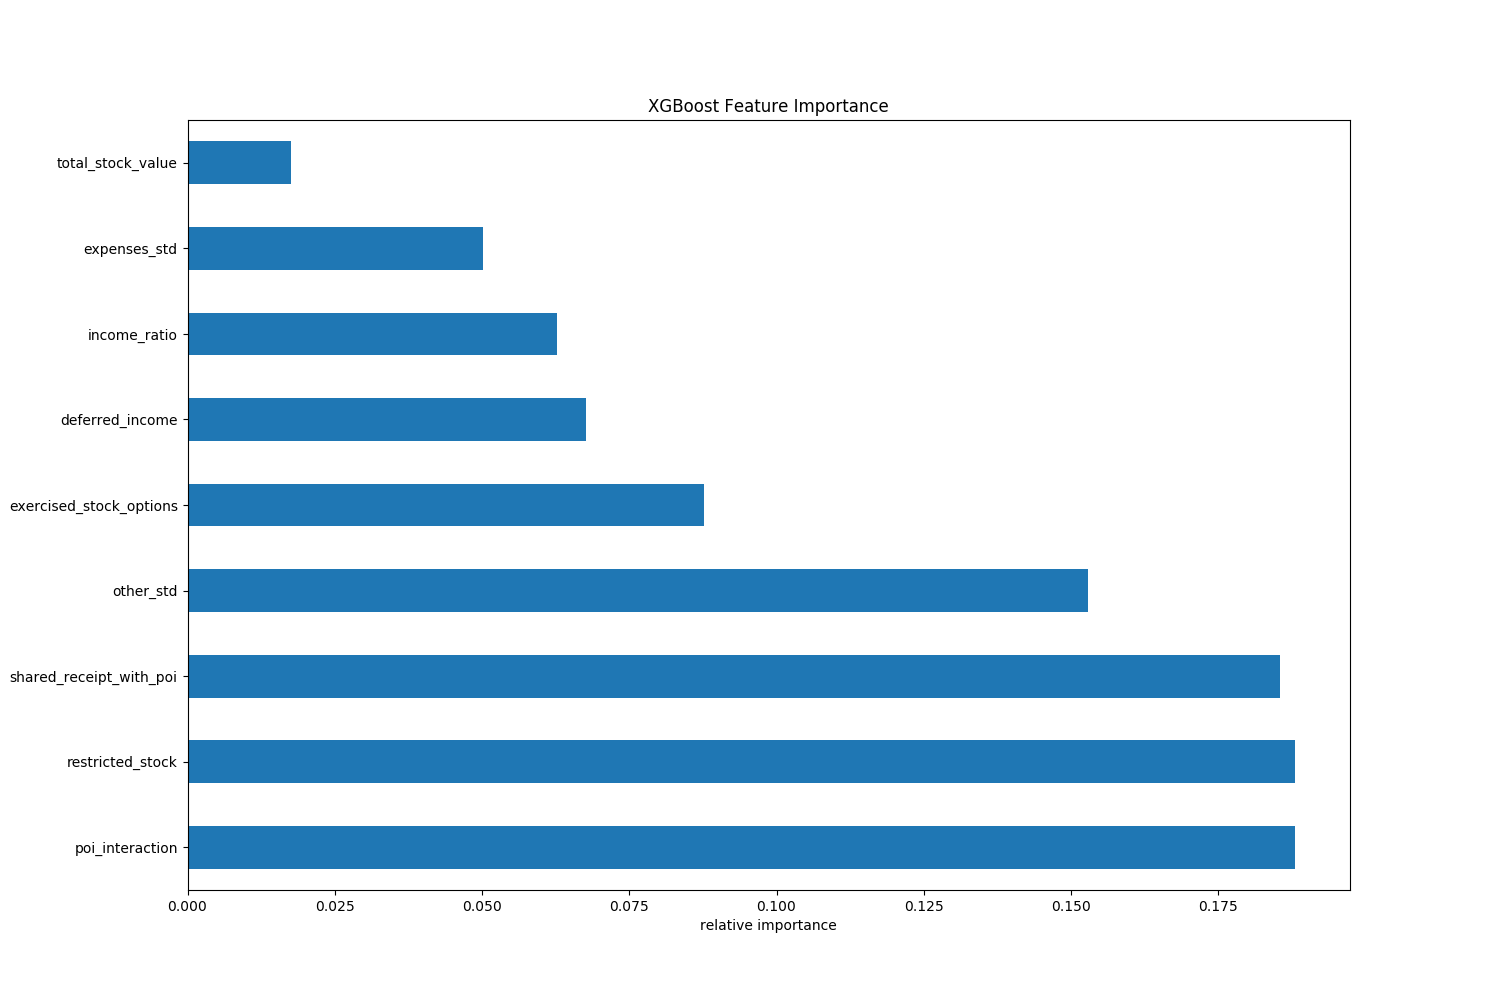 XGBoost Feature Importance
total_stock_value
expenses_std
income_ratio
deferred_income
exercised_stock_options
other_std
shared_receipt_with_poi
restricted_stock
poi_interaction
0.000 0.025 0.050 0.075 0.100 0.125 0.150 0.175
relative importance